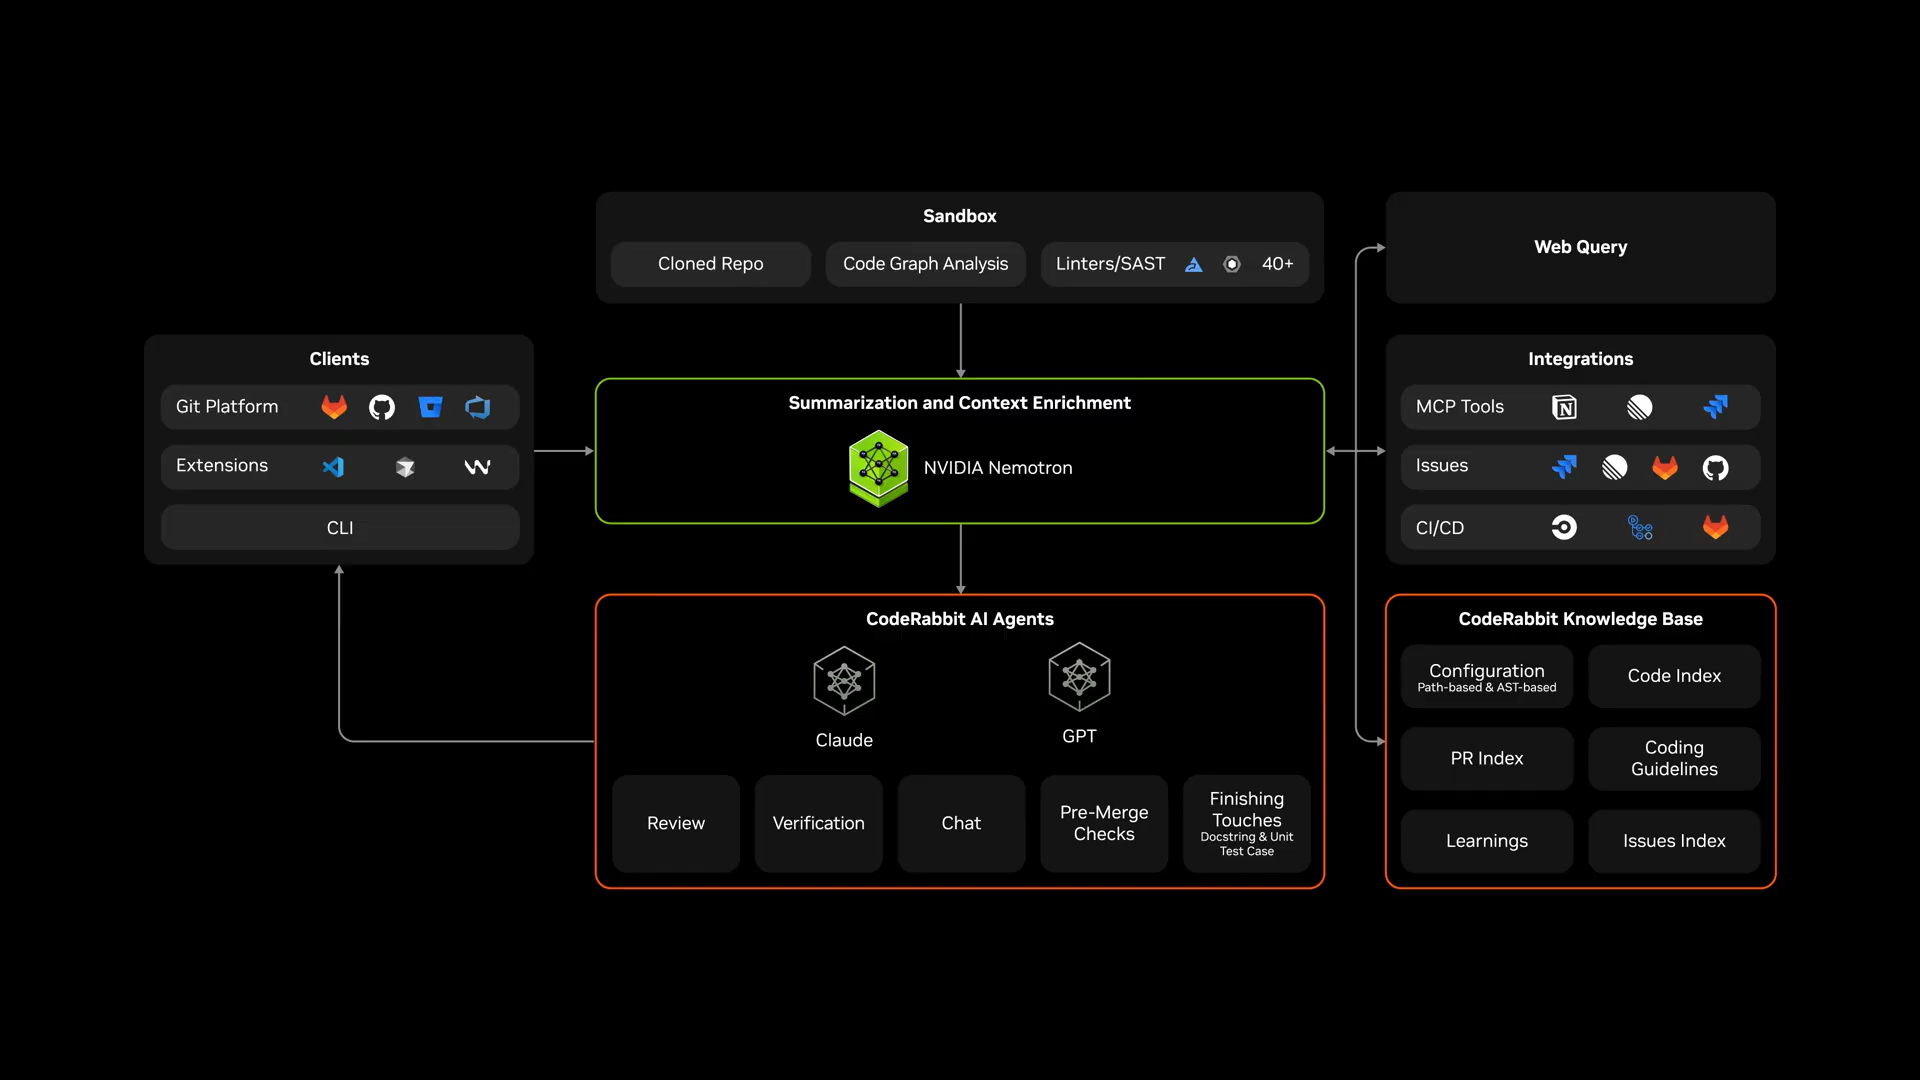 Sandbox
Cloned Repo
Code Graph Analysis
Linters/SAST 40+
Web Query
Clients
Git Platform
Extensions
CLI
Summarization and Context Enrichment
NVIDIA Nemotron
Integrations
MCP Tools
Issues
CI/CD
CodeRabbit AI Agents
Claude
GPT
Review
Verification
Chat
Pre-Merge
Checks
Finishing
Touches
Docstring & Unit
Test Case
CodeRabbit Knowledge Base
Configuration
Path-based & AST-based
Code Index
PR Index
Coding
Guidelines
Learnings
Issues Index